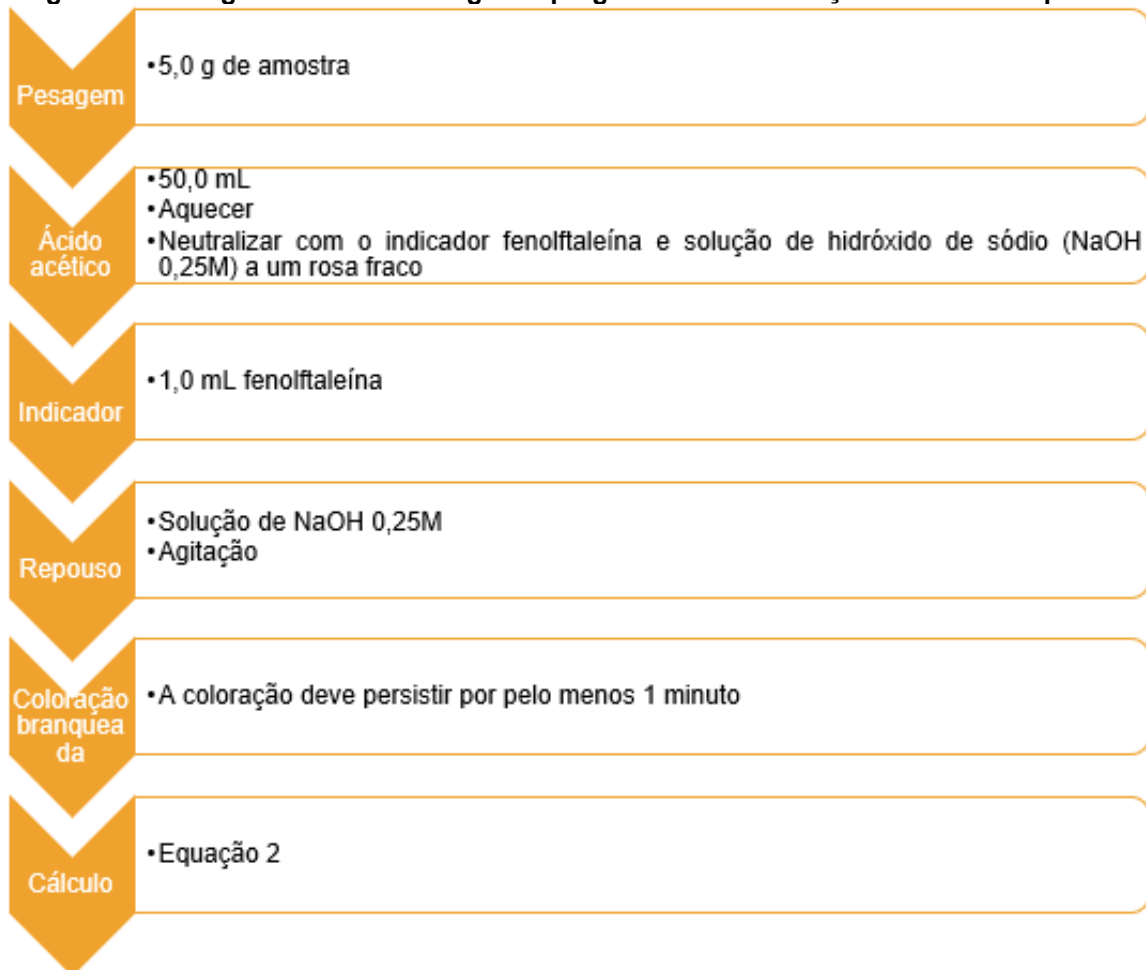 Pesagem
•5,0 g de amostra
Ácido
acético
•50,0 mL
•Aquecer
•Neutralizar com o indicador fenolftaleína e solução de hidróxido de sódio (NaOH
0,25M) a um rosa fraco
Indicador
•1,0 mL fenolftaleína
Repouso
•Solução de NaOH 0,25M
•Agitação
Coloração
branquea
da
•A coloração deve persistir por pelo menos 1 minuto
Cálculo
•Equação 2